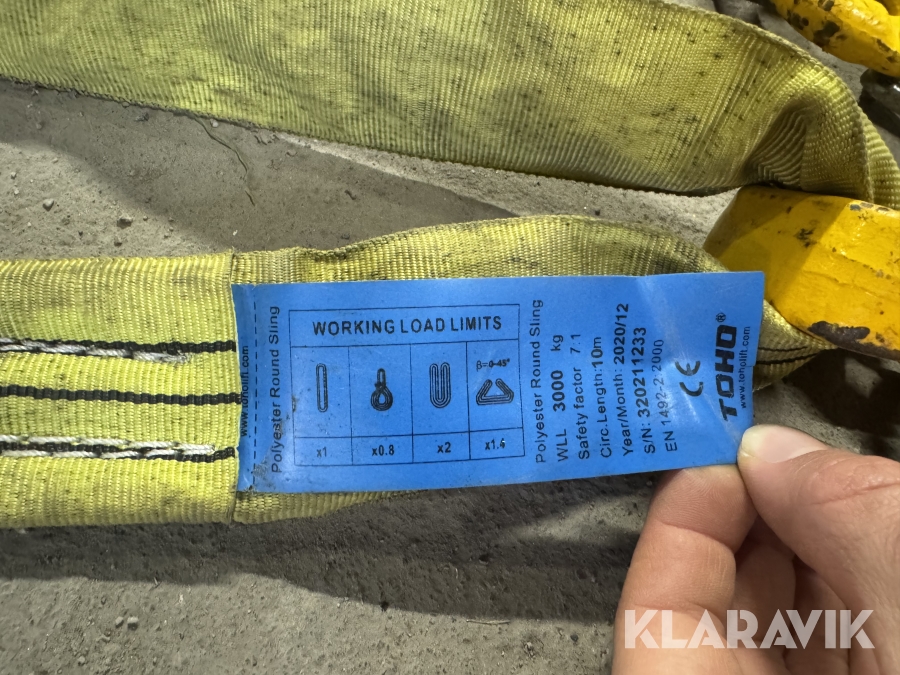 www.toholift.com
Polyester Round Sling
WORKING LOAD LIMITS
β=0-45°
x1
x0.8
x2
x1.4
Polyester Round Sling
WLL 3000 kg
Safety factor 7:1
Circ.Length:10m
Year/Month: 2020/12
S/N: 320211233
EN 1492-2-2000
CE
TOHO®
www.toholift.com
KLARAVIK